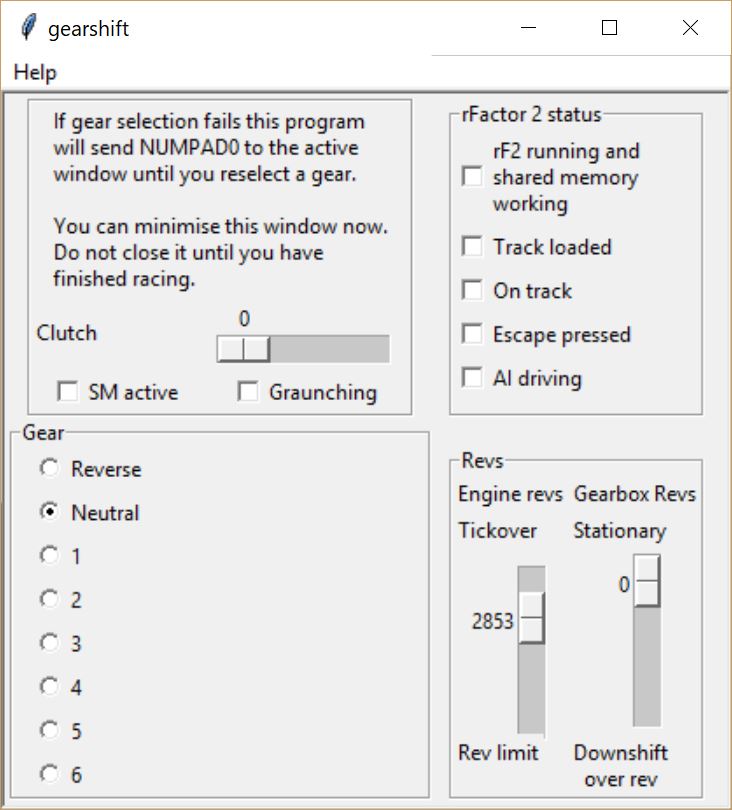 gearshift
Help
If gear selection fails this program
will send NUMPAD0 to the active
window until you reselect a gear.
You can minimise this window now.
Do not close it until you have
finished racing.
0
Clutch
SM active
Graunching
rFactor 2 status
rF2 running and
shared memory
working
Track loaded
On track
Escape pressed
AI driving
Gear
Reverse
Neutral
1
2
3
4
5
6
Revs
Engine revs
Gearbox Revs
Tickover
Stationary
2853
0
Rev limit
Downshift
over rev